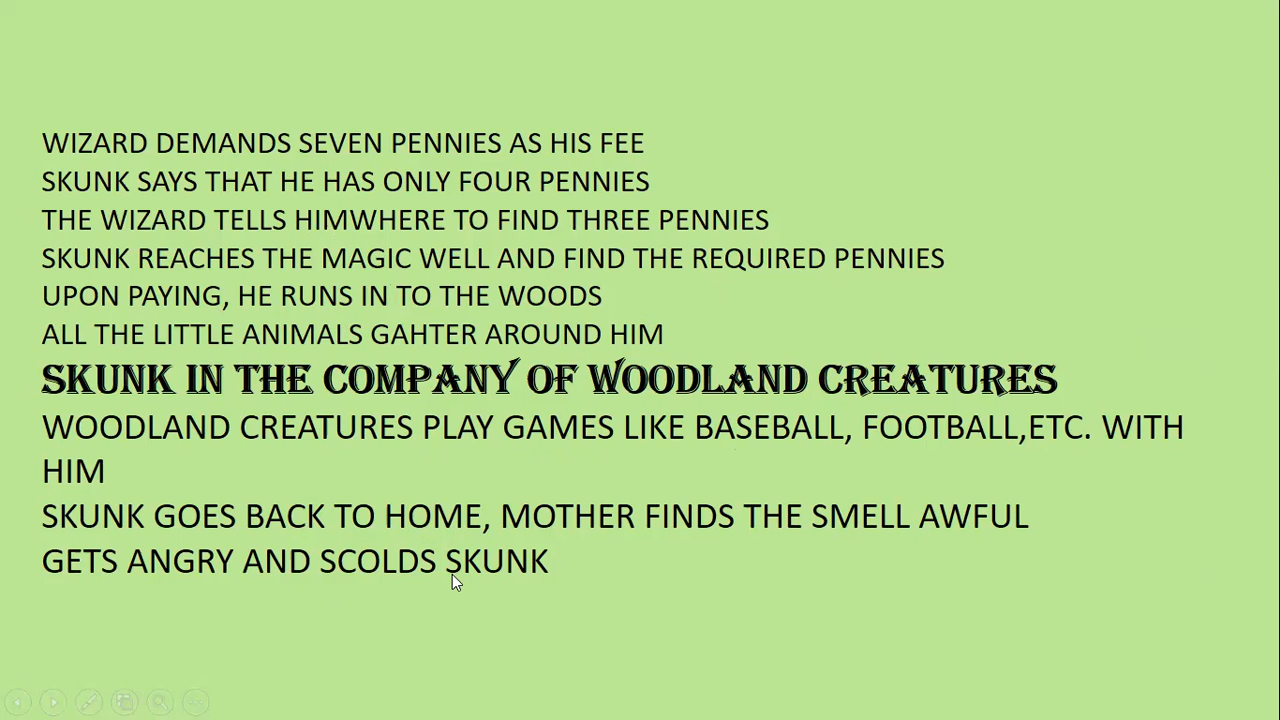 WIZARD DEMANDS SEVEN PENNIES AS HIS FEE
SKUNK SAYS THAT HE HAS ONLY FOUR PENNIES
THE WIZARD TELLS HIMWHERE TO FIND THREE PENNIES
SKUNK REACHES THE MAGIC WELL AND FIND THE REQUIRED PENNIES
UPON PAYING, HE RUNS IN TO THE WOODS
ALL THE LITTLE ANIMALS GAHTER AROUND HIM
SKUNK IN THE COMPANY OF WOODLAND CREATURES
WOODLAND CREATURES PLAY GAMES LIKE BASEBALL, FOOTBALL,ETC. WITH
HIM
SKUNK GOES BACK TO HOME, MOTHER FINDS THE SMELL AWFUL
GETS ANGRY AND SCOLDS SKUNK